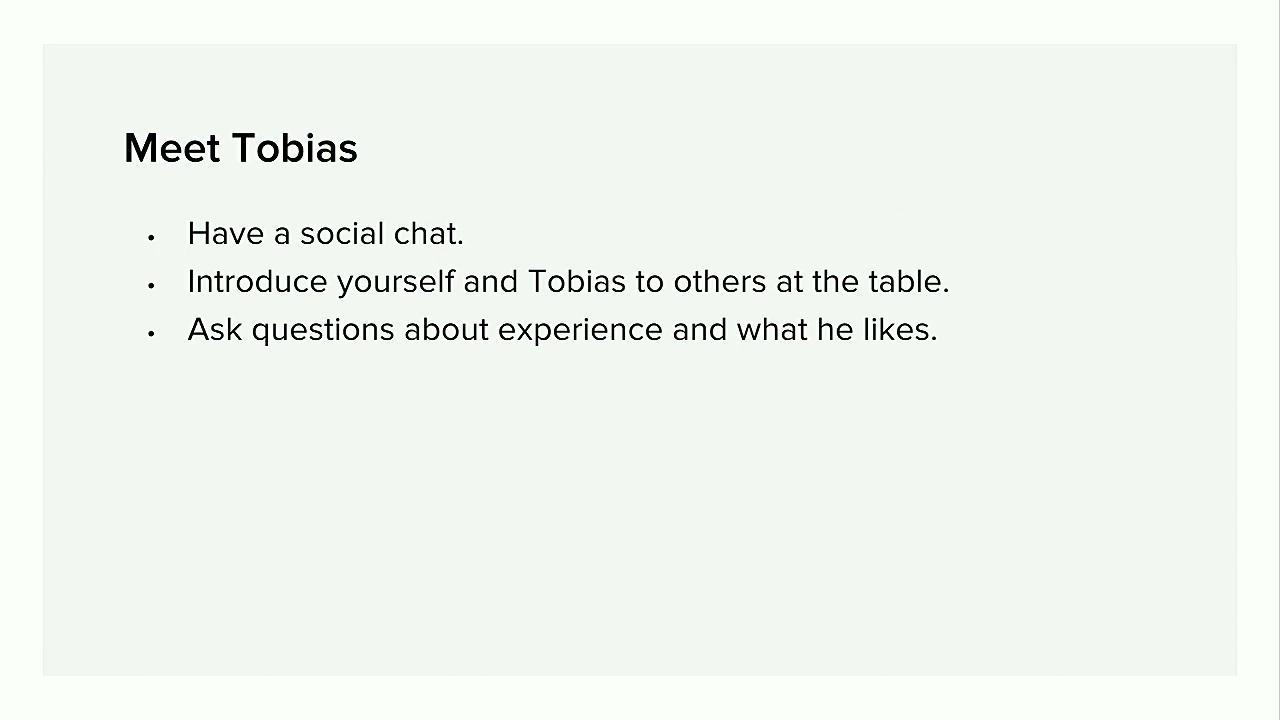 Meet Tobias
• Have a social chat.
• Introduce yourself and Tobias to others at the table.
• Ask questions about experience and what he likes.